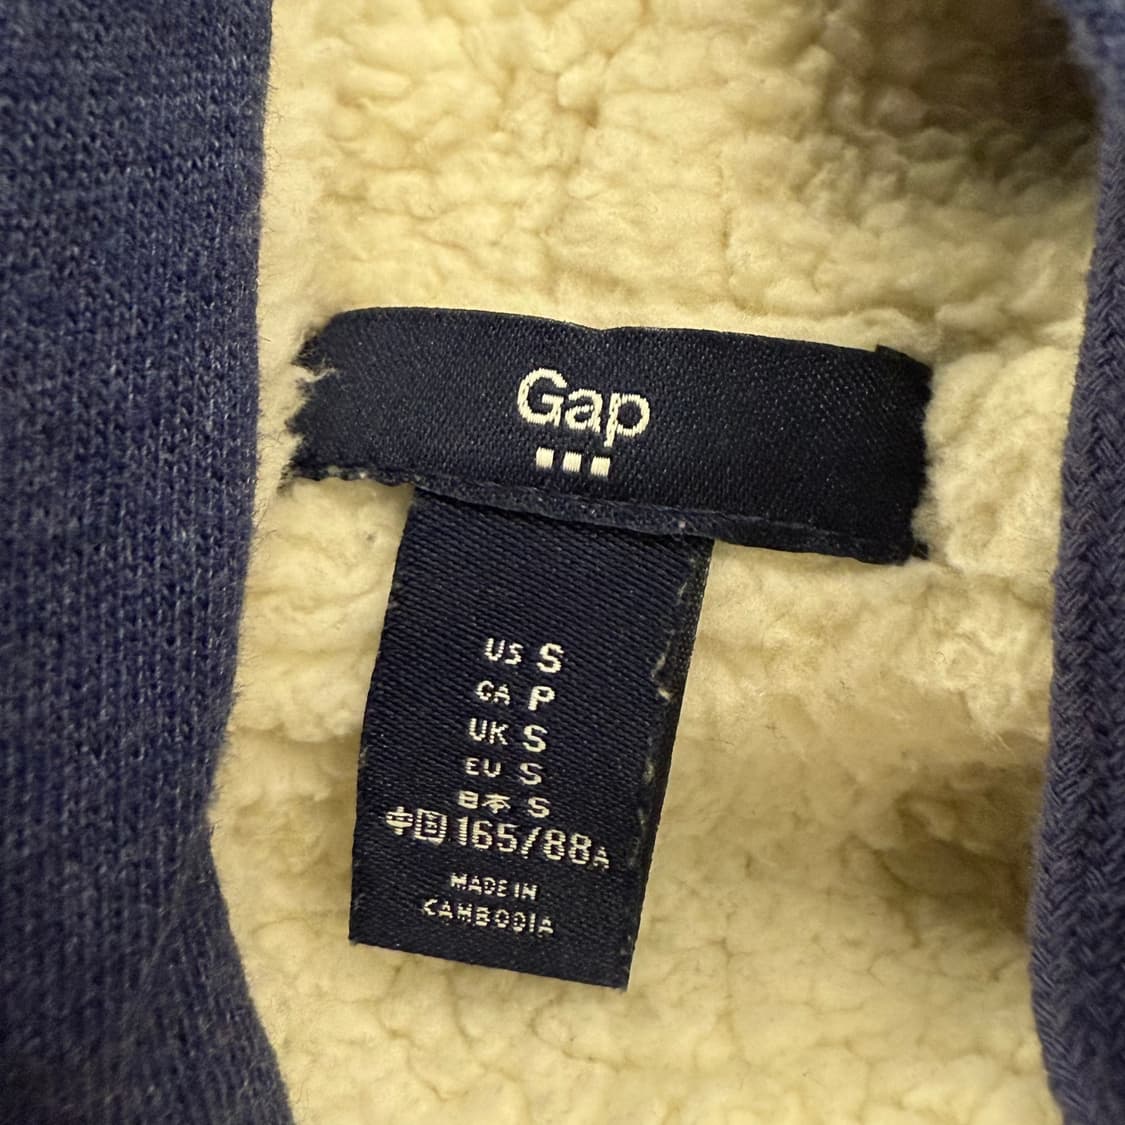 Gap
US S
CA P
UK S
EU S
日本 S
中国 165/88A
MADE IN
CAMBODIA